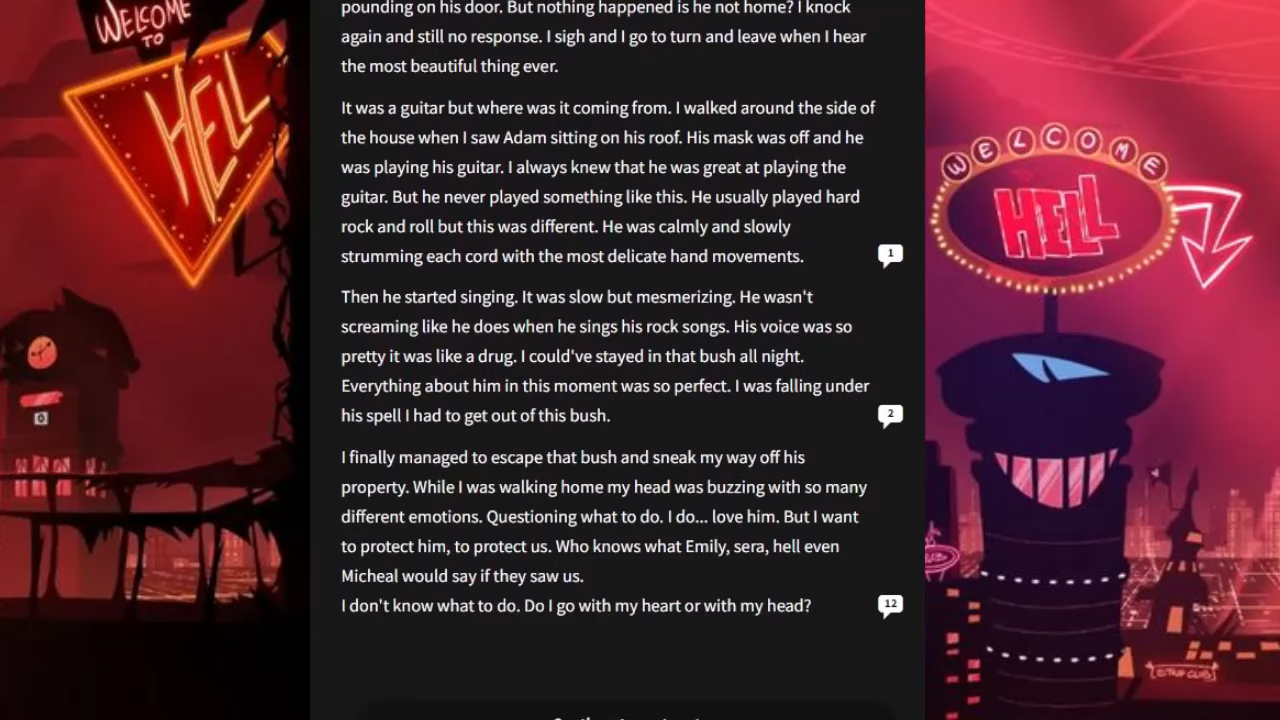 WELCOME
TO
HELL
pounding on his door. But nothing happened is he not home? I knock
again and still no response. I sigh and I go to turn and leave when I hear
the most beautiful thing ever.
It was a guitar but where was it coming from. I walked around the side of
the house when I saw Adam sitting on his roof. His mask was off and he
was playing his guitar. I always knew that he was great at playing the
guitar. But he never played something like this. He usually played hard
rock and roll but this was different. He was calmly and slowly
strumming each cord with the most delicate hand movements.
1
Then he started singing. It was slow but mesmerizing. He wasn't
screaming like he does when he sings his rock songs. His voice was so
pretty it was like a drug. I could've stayed in that bush all night.
Everything about him in this moment was so perfect. I was falling under
his spell I had to get out of this bush.
2
I finally managed to escape that bush and sneak my way off his
property. While I was walking home my head was buzzing with so many
different emotions. Questioning what to do. I do... love him. But I want
to protect him, to protect us. Who knows what Emily, sera, hell even
Micheal would say if they saw us.
I don't know what to do. Do I go with my heart or with my head?
12
WELCOME
HELL